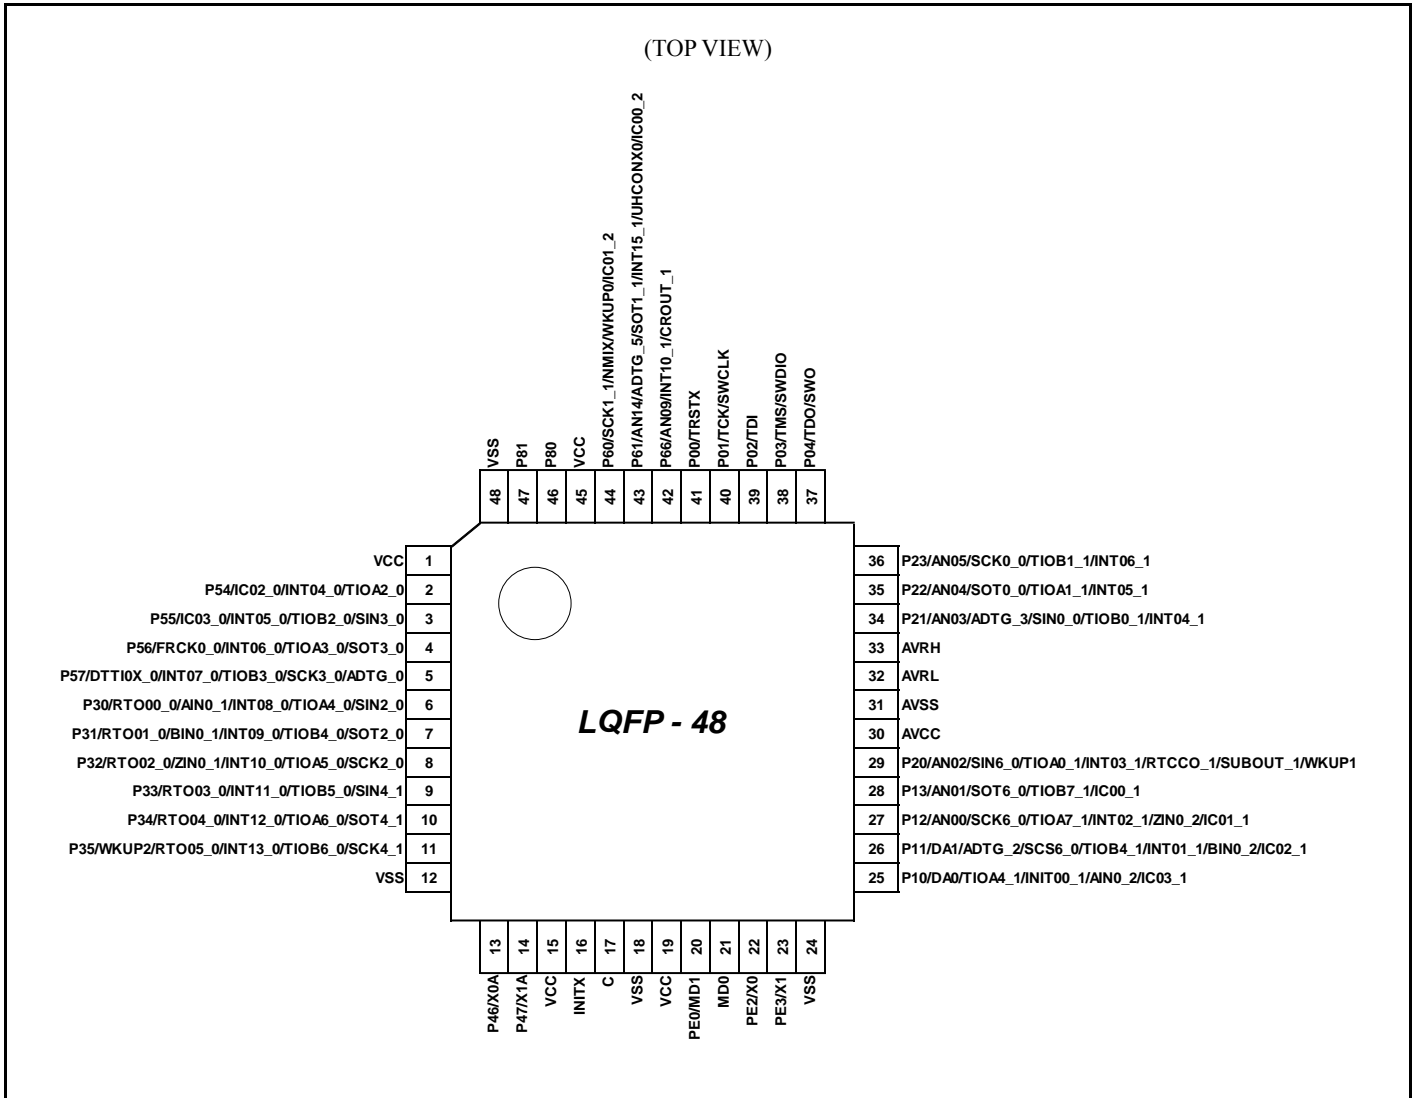 (TOP VIEW)
VSS
P81
P80
VCC
P60/SCK1_1/NMIX/WKUP0/IC01_2
P61/AN14/ADTG_5/SOT1_1/INT15_1/UHCONX0/IC00_2
P66/AN09/INT10_1/CROUT_1
P00/TRSTX
P01/TCK/SWCLK
P02/TDI
P03/TMS/SWDIO
P04/TDO/SWO
48
47
46
45
44
43
42
41
40
39
38
37
VCC 1
P54/IC02_0/INT04_0/TIOA2_0 2
P55/IC03_0/INT05_0/TIOB2_0/SIN3_0 3
P56/FRCK0_0/INT06_0/TIOA3_0/SOT3_0 4
P57/DTTI0X_0/INT07_0/TIOB3_0/SCK3_0/ADTG_0 5
P30/RTO00_0/AIN0_1/INT08_0/TIOA4_0/SIN2_0 6
P31/RTO01_0/BIN0_1/INT09_0/TIOB4_0/SOT2_0 7
P32/RTO02_0/ZIN0_1/INT10_0/TIOA5_0/SCK2_0 8
P33/RTO03_0/INT11_0/TIOB5_0/SIN4_1 9
P34/RTO04_0/INT12_0/TIOA6_0/SOT4_1 10
P35/WKUP2/RTO05_0/INT13_0/TIOB6_0/SCK4_1 11
VSS 12
LQFP - 48
36 P23/AN05/SCK0_0/TIOB1_1/INT06_1
35 P22/AN04/SOT0_0/TIOA1_1/INT05_1
34 P21/AN03/ADTG_3/SIN0_0/TIOB0_1/INT04_1
33 AVRH
32 AVRL
31 AVSS
30 AVCC
29 P20/AN02/SIN6_0/TIOA0_1/INT03_1/RTCCO_1/SUBOUT_1/WKUP1
28 P13/AN01/SOT6_0/TIOB7_1/IC00_1
27 P12/AN00/SCK6_0/TIOA7_1/INT02_1/ZIN0_2/IC01_1
26 P11/DA1/ADTG_2/SCS6_0/TIOB4_1/INT01_1/BIN0_2/IC02_1
25 P10/DA0/TIOA4_1/INIT00_1/AIN0_2/IC03_1
13
14
15
16
17
18
19
20
21
22
23
24
P46/X0A
P47/X1A
VCC
INITX
C
VSS
VCC
PE0/MD1
MD0
PE2/X0
PE3/X1
VSS